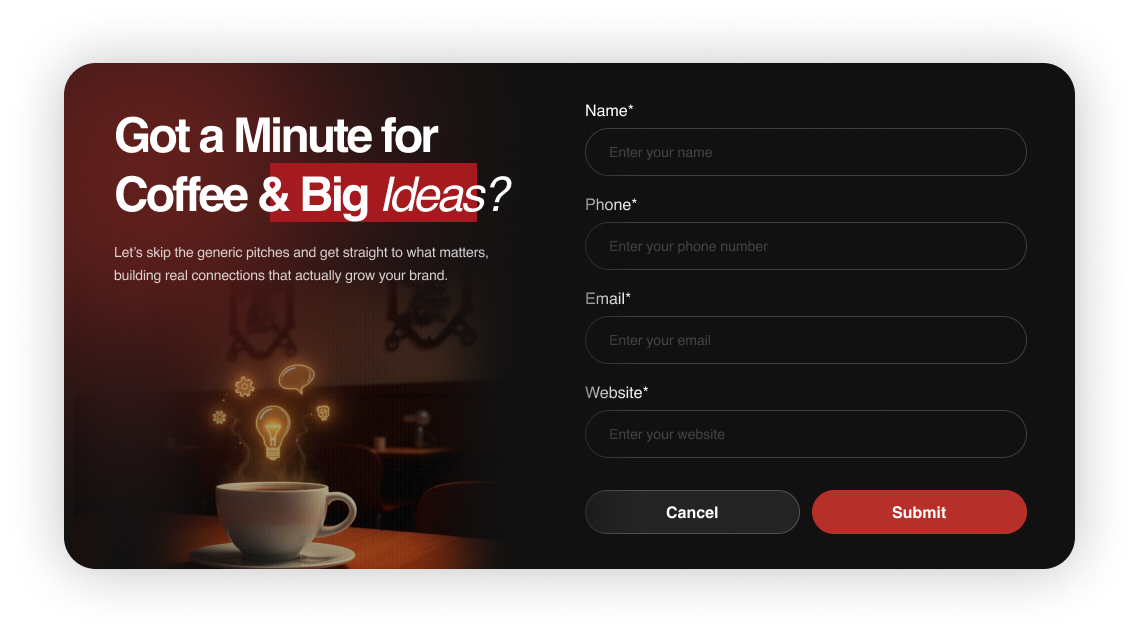 Got a Minute for
Coffee & Big Ideas?
Let’s skip the generic pitches and get straight to what matters,
building real connections that actually grow your brand.
Name*
Enter your name
Phone*
Enter your phone number
Email*
Enter your email
Website*
Enter your website
Cancel
Submit